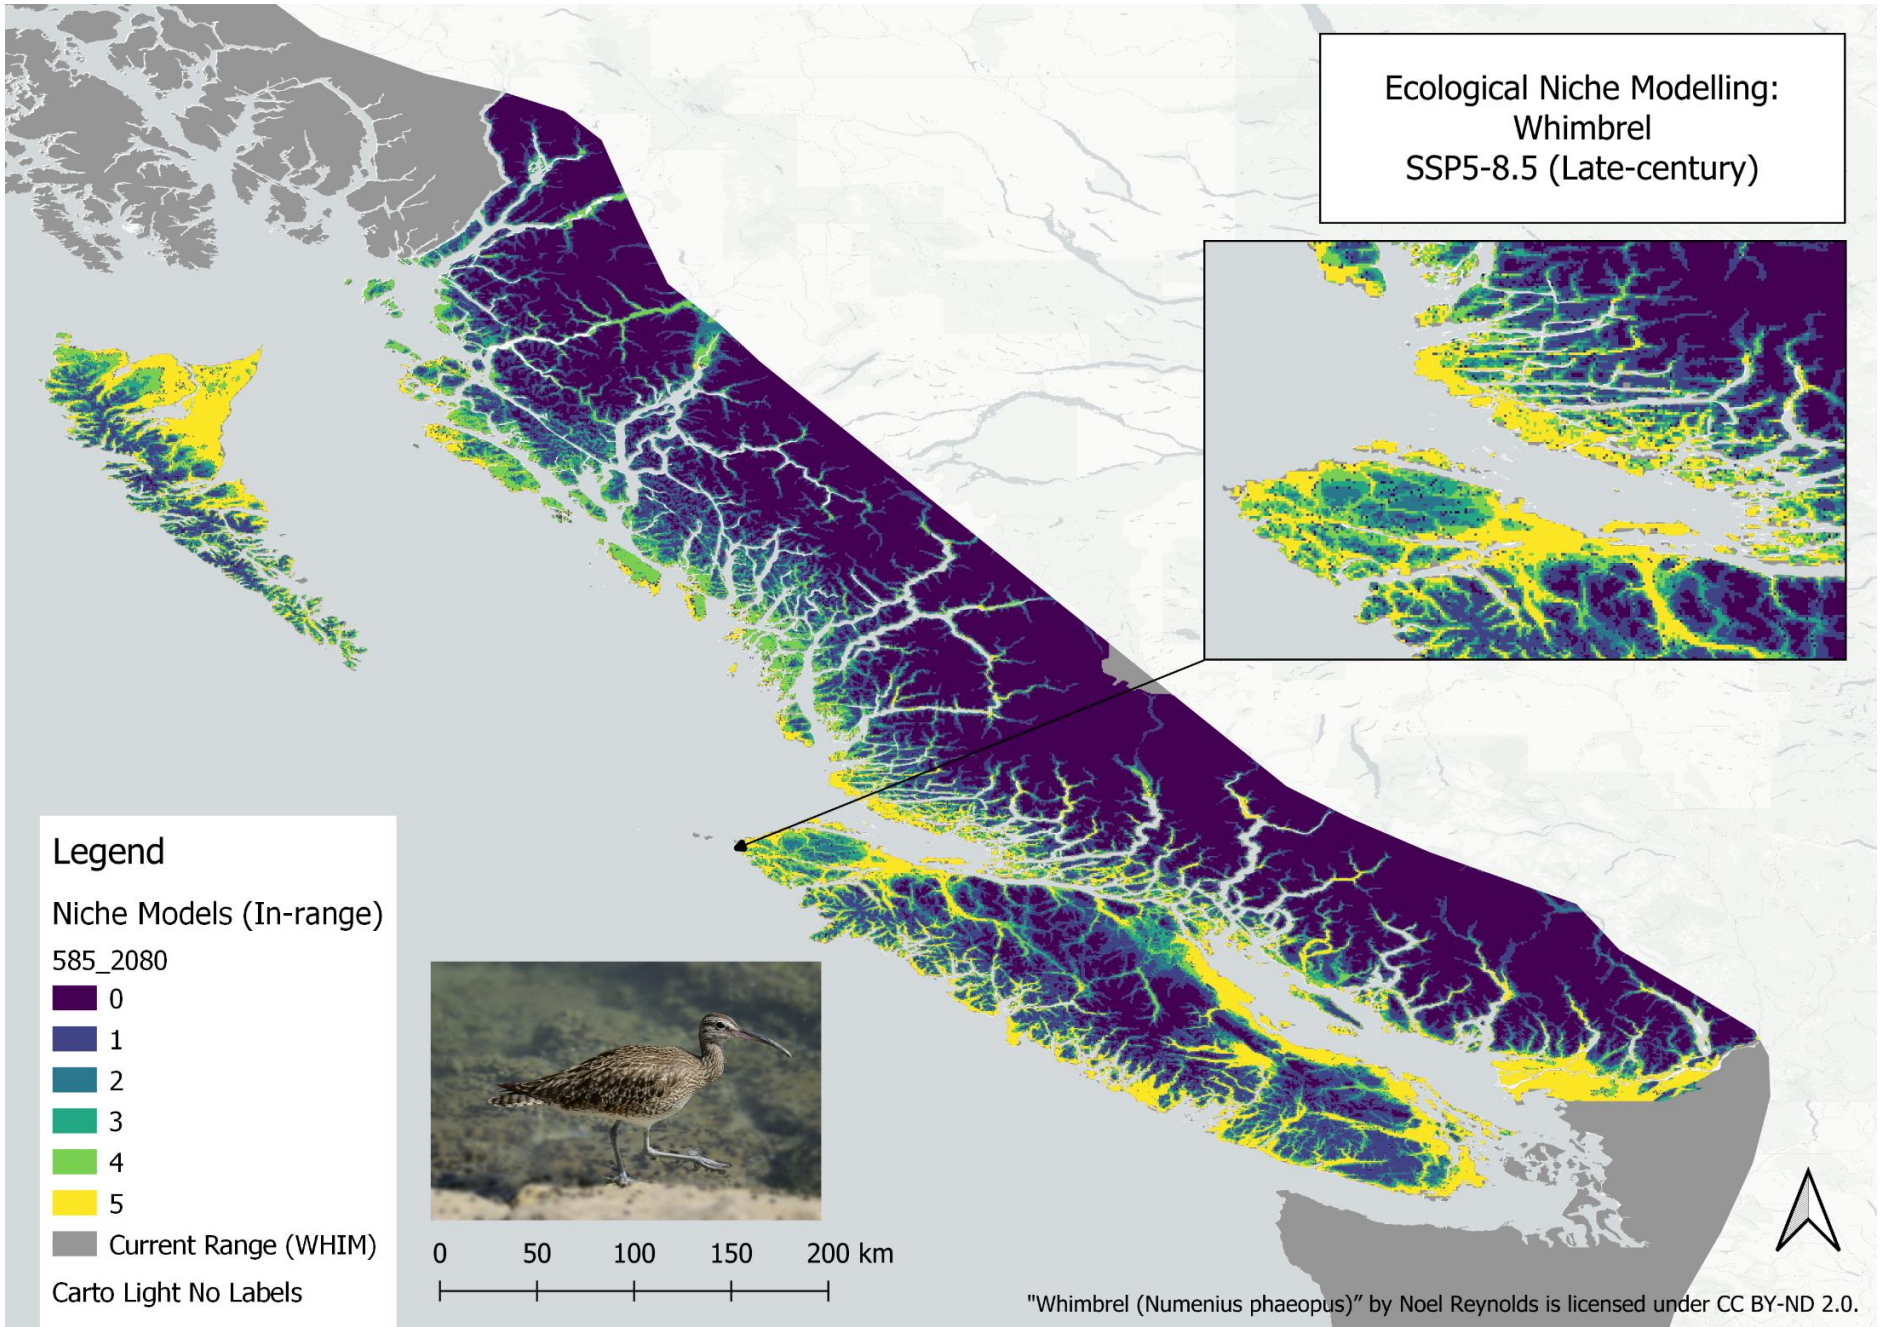 Ecological Niche Modelling:
Whimbrel
SSP5-8.5 (Late-century)
Legend
Niche Models (In-range)
585_2080
0
1
2
3
4
5
Current Range (WHIM)
Carto Light No Labels
0 50 100 150 200 km
"Whimbrel (Numenius phaeopus)” by Noel Reynolds is licensed under CC BY-ND 2.0.